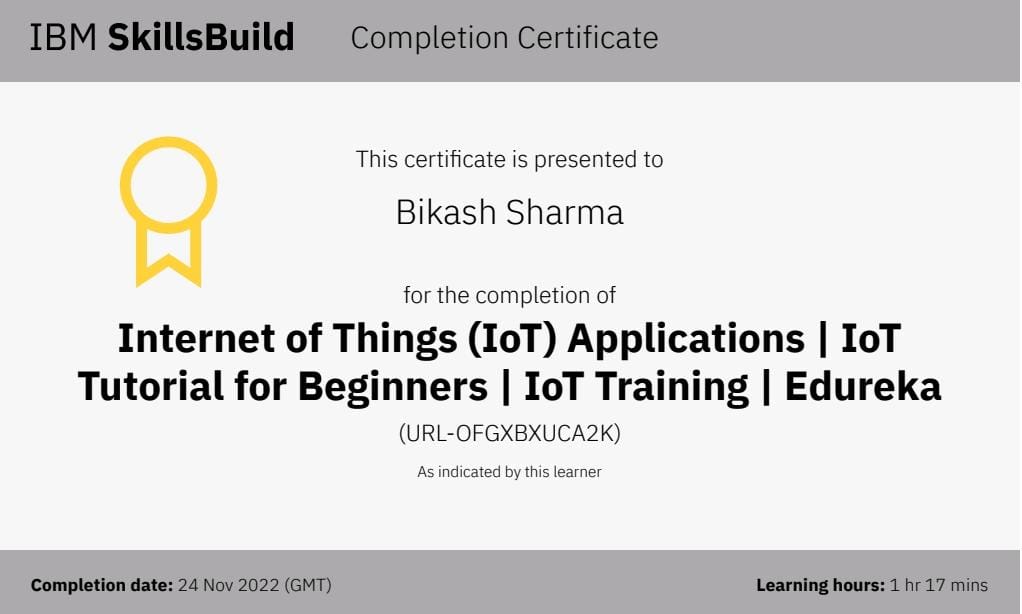 IBM SkillsBuild Completion Certificate
This certificate is presented to
Bikash Sharma
for the completion of
Internet of Things (IoT) Applications | IoT
Tutorial for Beginners | IoT Training | Edureka
(URL-OFGXBXUCA2K)
As indicated by this learner
Completion date: 24 Nov 2022 (GMT) Learning hours: 1 hr 17 mins